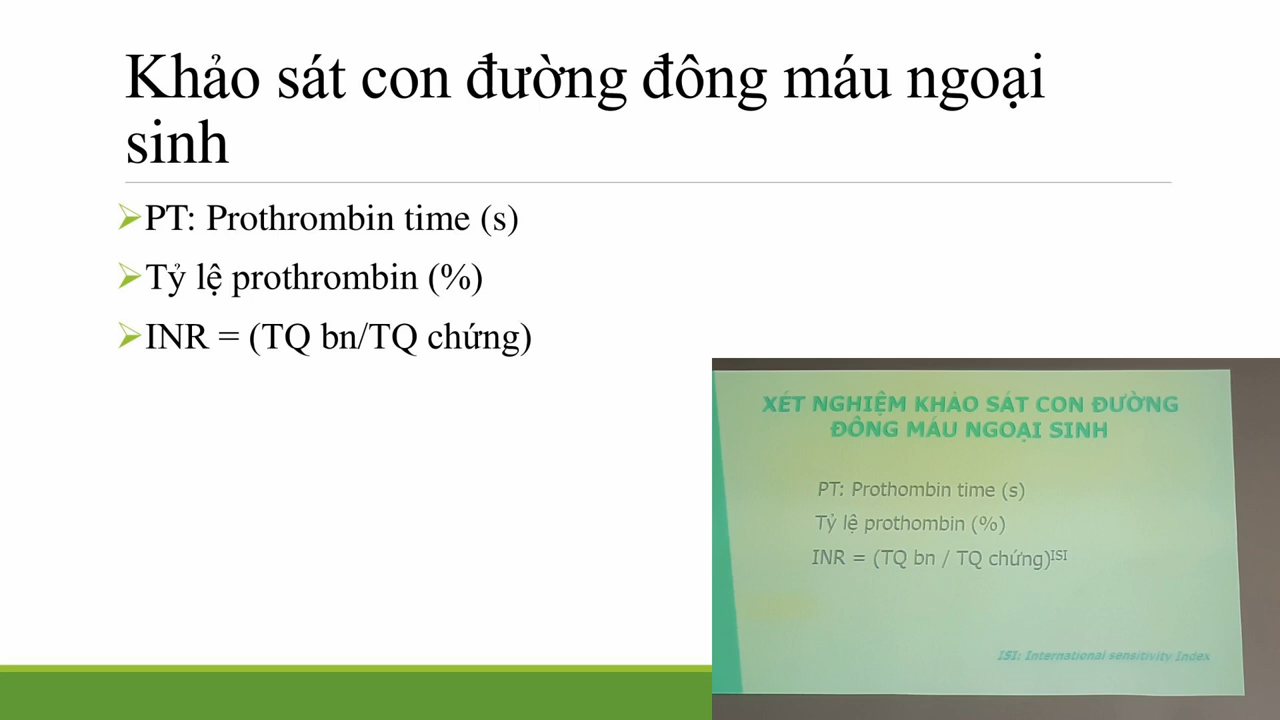 Khảo sát con đường đông máu ngoại
sinh
PT: Prothrombin time (s)
Tỷ lệ prothrombin (%)
INR = (TQ bn/TQ chứng)
XÉT NGHIỆM KHẢO SÁT CON ĐƯỜNG
ĐÔNG MÁU NGOẠI SINH
PT: Prothombin time (s)
Tỷ lệ prothombin (%)
INR = (TQ bn / TQ chứng)ISI
ISI: International sensitivity Index